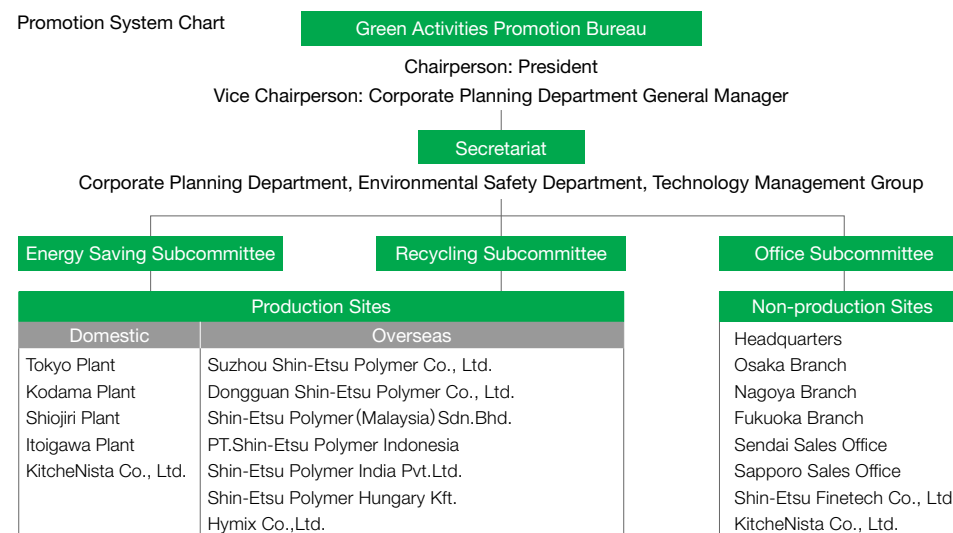 Promotion System Chart
Green Activities Promotion Bureau
Chairperson: President
Vice Chairperson: Corporate Planning Department General Manager
Secretariat
Corporate Planning Department, Environmental Safety Department, Technology Management Group
Energy Saving Subcommittee
Recycling Subcommittee
Office Subcommittee
Production Sites
Domestic
Tokyo Plant
Kodama Plant
Shiojiri Plant
Itoigawa Plant
KitcheNista Co., Ltd.
Overseas
Suzhou Shin-Etsu Polymer Co., Ltd.
Dongguan Shin-Etsu Polymer Co., Ltd.
Shin-Etsu Polymer(Malaysia)Sdn.Bhd.
PT.Shin-Etsu Polymer Indonesia
Shin-Etsu Polymer India Pvt.Ltd.
Shin-Etsu Polymer Hungary Kft.
Hymix Co.,Ltd.
Non-production Sites
Headquarters
Osaka Branch
Nagoya Branch
Fukuoka Branch
Sendai Sales Office
Sapporo Sales Office
Shin-Etsu Finetech Co., Ltd
KitcheNista Co., Ltd.